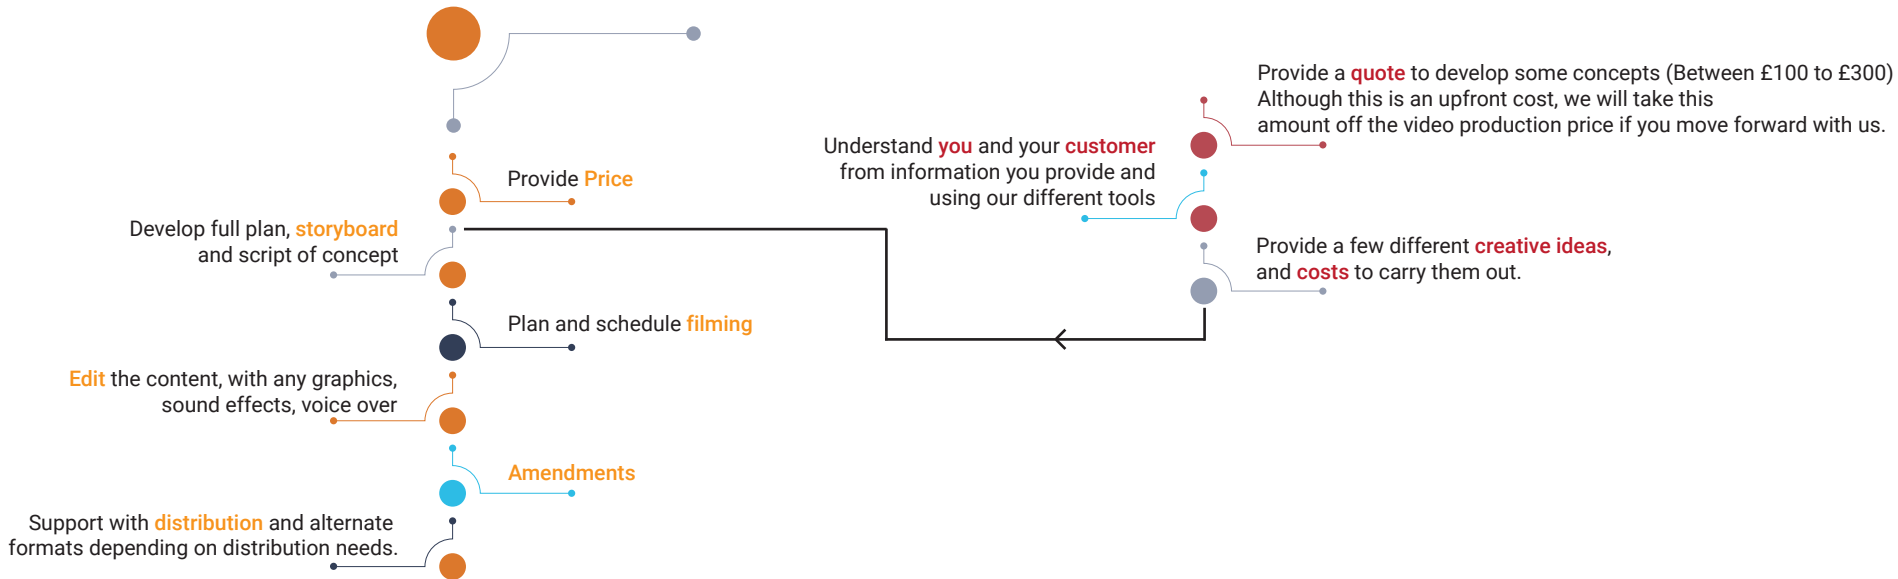 Provide Price
Develop full plan, storyboard
and script of concept
Plan and schedule filming
Edit the content, with any graphics,
sound effects, voice over
Amendments
Support with distribution and alternate
formats depending on distribution needs.
Provide a quote to develop some concepts (Between £100 to £300)
Although this is an upfront cost, we will take this
amount off the video production price if you move forward with us.
Understand you and your customer
from information you provide and
using our different tools
Provide a few different creative ideas,
and costs to carry them out.